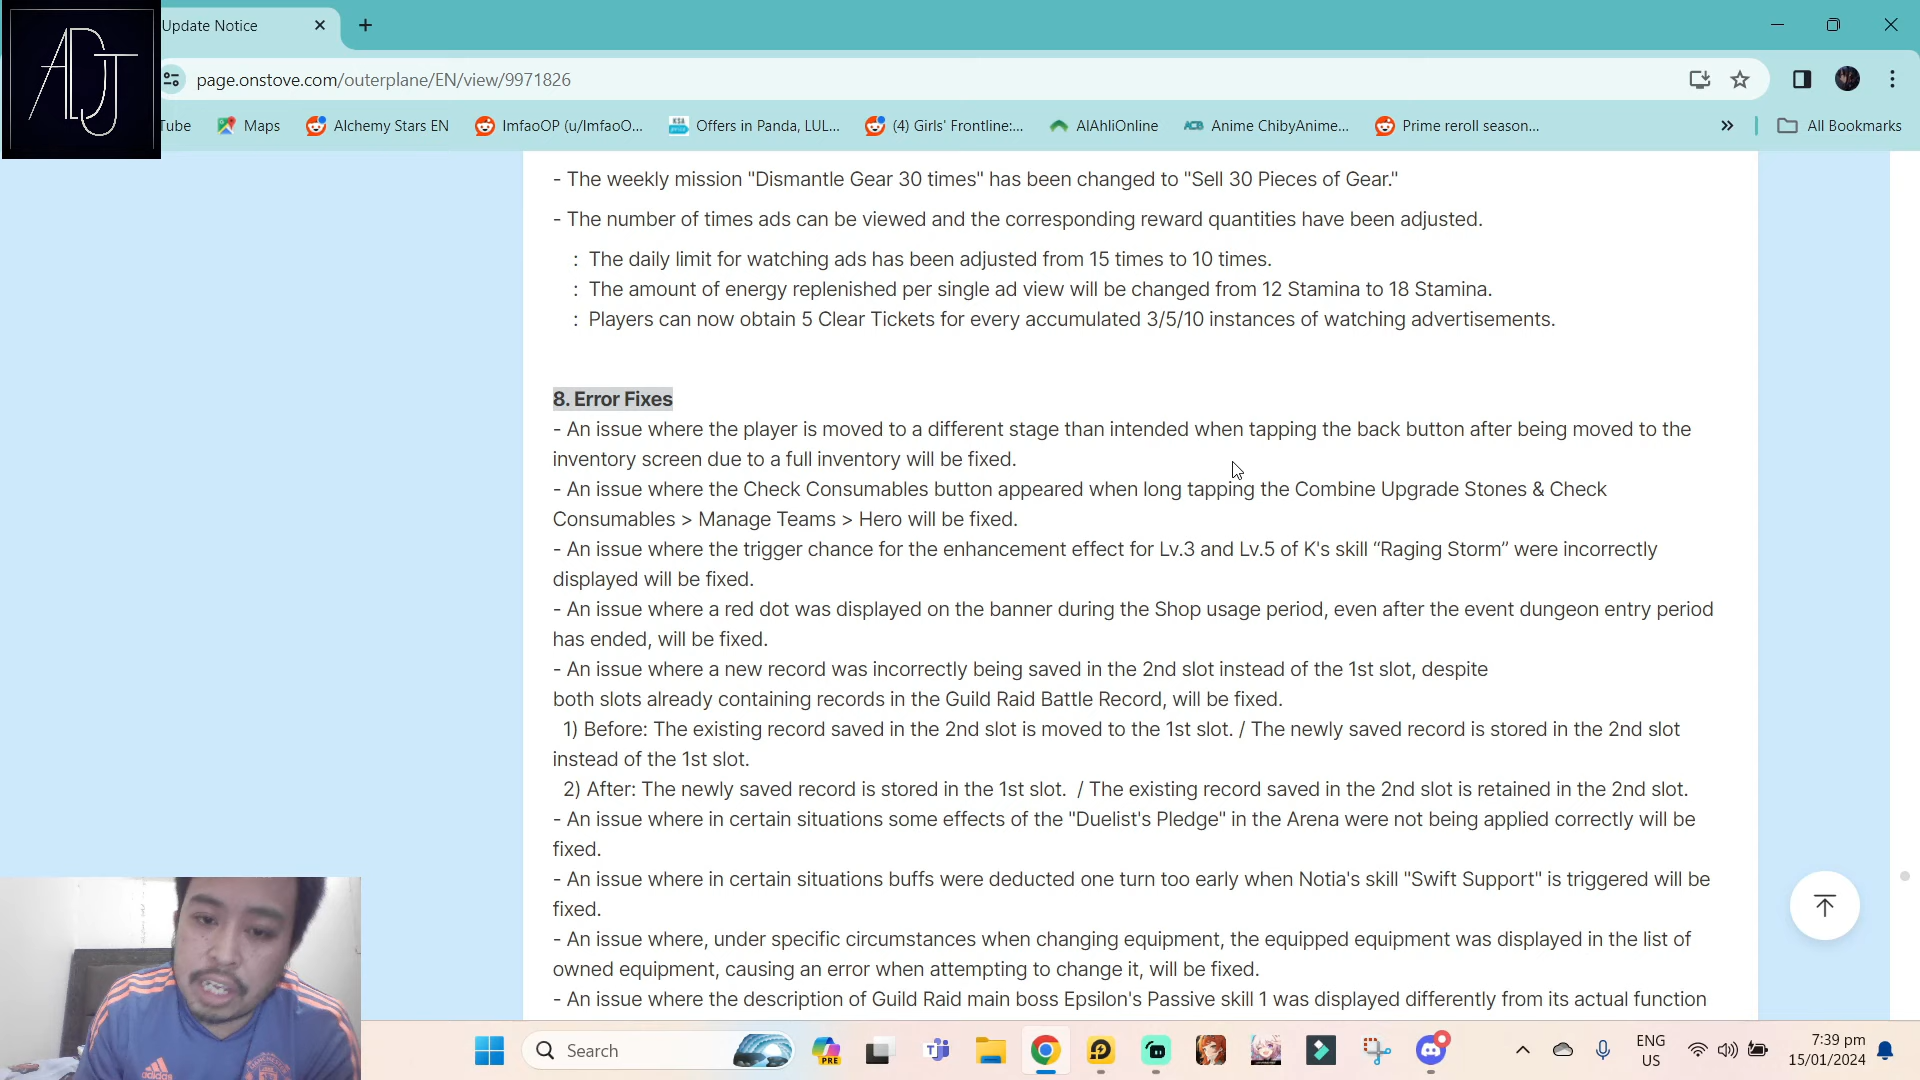 ADJ
Update Notice
page.onstove.com/outerplane/EN/view/9971826
Tube Maps Alchemy Stars EN lmfaoOP (u/lmfaoO... Offers in Panda, LUL... (4) Girls' Frontline:... AlAhliOnline Anime ChibyAnime... Prime reroll season... » All Bookmarks
- The weekly mission "Dismantle Gear 30 times" has been changed to "Sell 30 Pieces of Gear."
- The number of times ads can be viewed and the corresponding reward quantities have been adjusted.
: The daily limit for watching ads has been adjusted from 15 times to 10 times.
: The amount of energy replenished per single ad view will be changed from 12 Stamina to 18 Stamina.
: Players can now obtain 5 Clear Tickets for every accumulated 3/5/10 instances of watching advertisements.
8. Error Fixes
- An issue where the player is moved to a different stage than intended when tapping the back button after being moved to the
inventory screen due to a full inventory will be fixed.
- An issue where the Check Consumables button appeared when long tapping the Combine Upgrade Stones & Check
Consumables > Manage Teams > Hero will be fixed.
- An issue where the trigger chance for the enhancement effect for Lv.3 and Lv.5 of K's skill “Raging Storm” were incorrectly
displayed will be fixed.
- An issue where a red dot was displayed on the banner during the Shop usage period, even after the event dungeon entry period
has ended, will be fixed.
- An issue where a new record was incorrectly being saved in the 2nd slot instead of the 1st slot, despite
both slots already containing records in the Guild Raid Battle Record, will be fixed.
1) Before: The existing record saved in the 2nd slot is moved to the 1st slot. / The newly saved record is stored in the 2nd slot
instead of the 1st slot.
2) After: The newly saved record is stored in the 1st slot. / The existing record saved in the 2nd slot is retained in the 2nd slot.
- An issue where in certain situations some effects of the "Duelist's Pledge" in the Arena were not being applied correctly will be
fixed.
- An issue where in certain situations buffs were deducted one turn too early when Notia's skill "Swift Support" is triggered will be
fixed.
- An issue where, under specific circumstances when changing equipment, the equipped equipment was displayed in the list of
owned equipment, causing an error when attempting to change it, will be fixed.
- An issue where the description of Guild Raid main boss Epsilon's Passive skill 1 was displayed differently from its actual function
Search
PRE
ENG
US
7:39 pm
15/01/2024